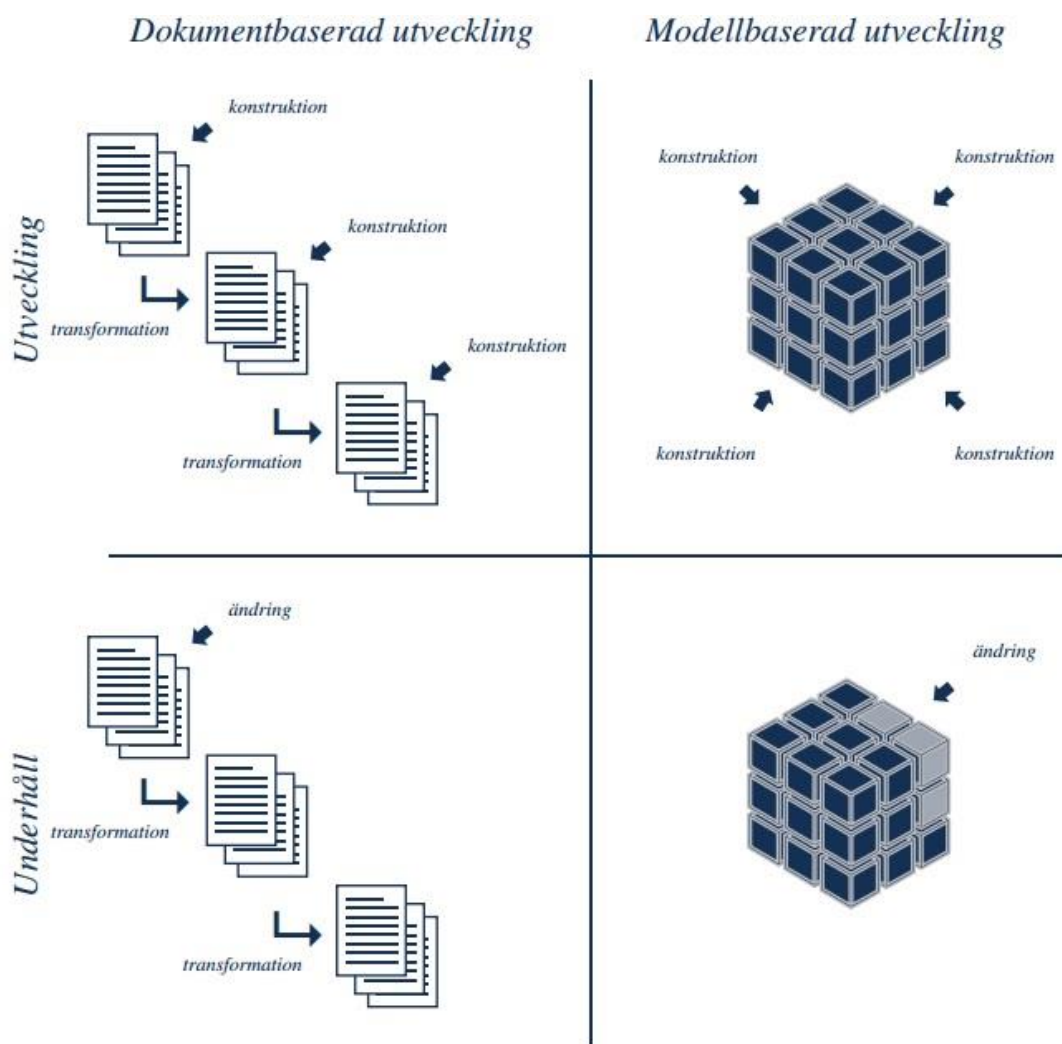 Dokumentbaserad utveckling
Modellbaserad utveckling
Utveckling
konstruktion
transformation
konstruktion
transformation
konstruktion
konstruktion
konstruktion
konstruktion
konstruktion
Underhåll
ändring
transformation
transformation
ändring